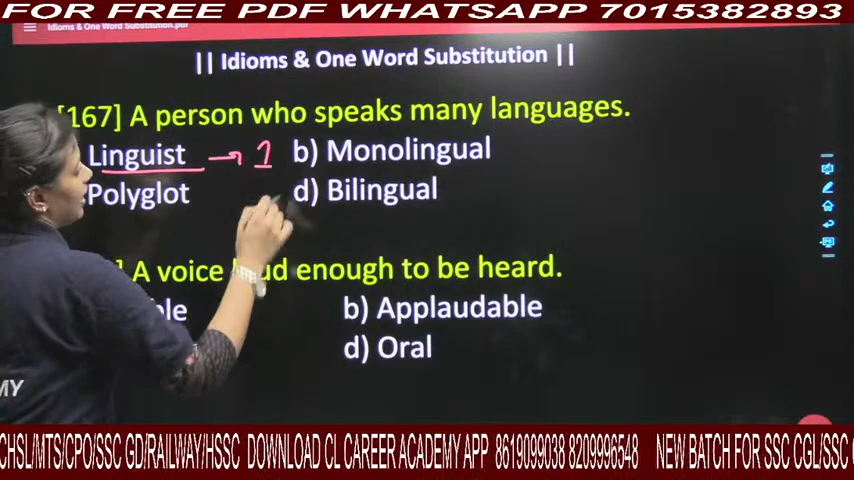 FOR FREE PDF WHATSAPP 7015382893
Idioms & One Word Substitution.pdf
|| Idioms & One Word Substitution ||
[167] A person who speaks many languages.
Linguist → 1 b) Monolingual
Polyglot d) Bilingual
] A voice loud enough to be heard.
ble b) Applaudable
d) Oral
MY
CHSL/MTS/CPO/SSC GD/RAILWAY/HSSC DOWNLOAD CL CAREER ACADEMY APP 8619099038 8209996548 NEW BATCH FOR SSC CGL/SSC